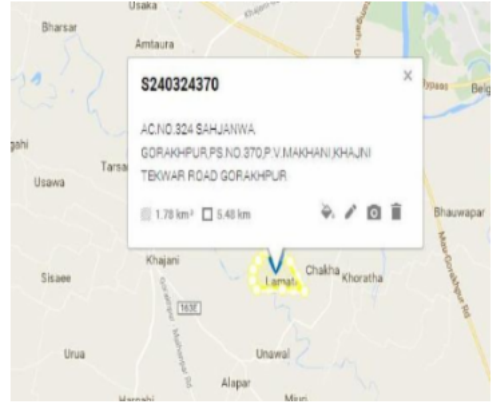 Usaka
Bharsar
Amtaura
S240324370
AC.NO.324 SAHJANWA
GORAKHPUR,PS.NO.370,P.V.MAKHANI,KHAJNI
TEKWAR ROAD GORAKHPUR
1.78 km² 5.48 km
Usawa
Bhauwapar
Khajani
Chakha
Khoratha
Sisaee
163E
Urua
Unawal
Alapar